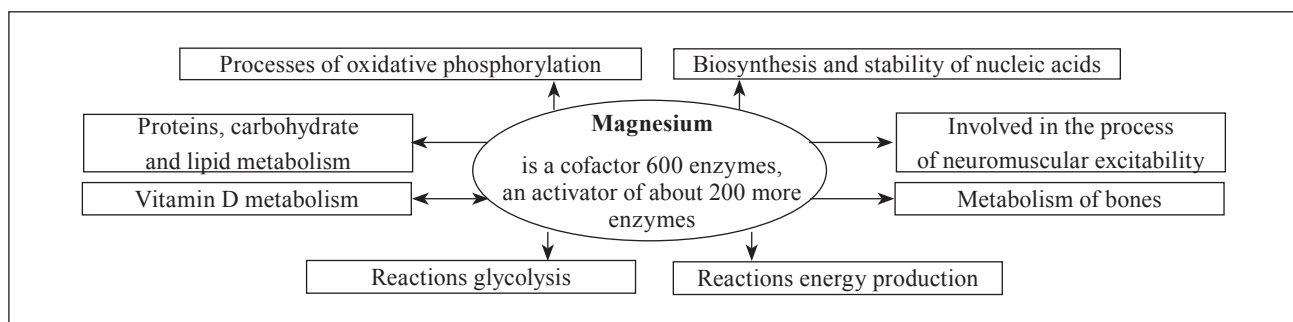 Processes of oxidative phosphorylation
Biosynthesis and stability of nucleic acids
Proteins, carbohydrate
and lipid metabolism
Magnesium
is a cofactor 600 enzymes,
an activator of about 200 more
enzymes
Involved in the process
of neuromuscular excitability
Vitamin D metabolism
Metabolism of bones
Reactions glycolysis
Reactions energy production